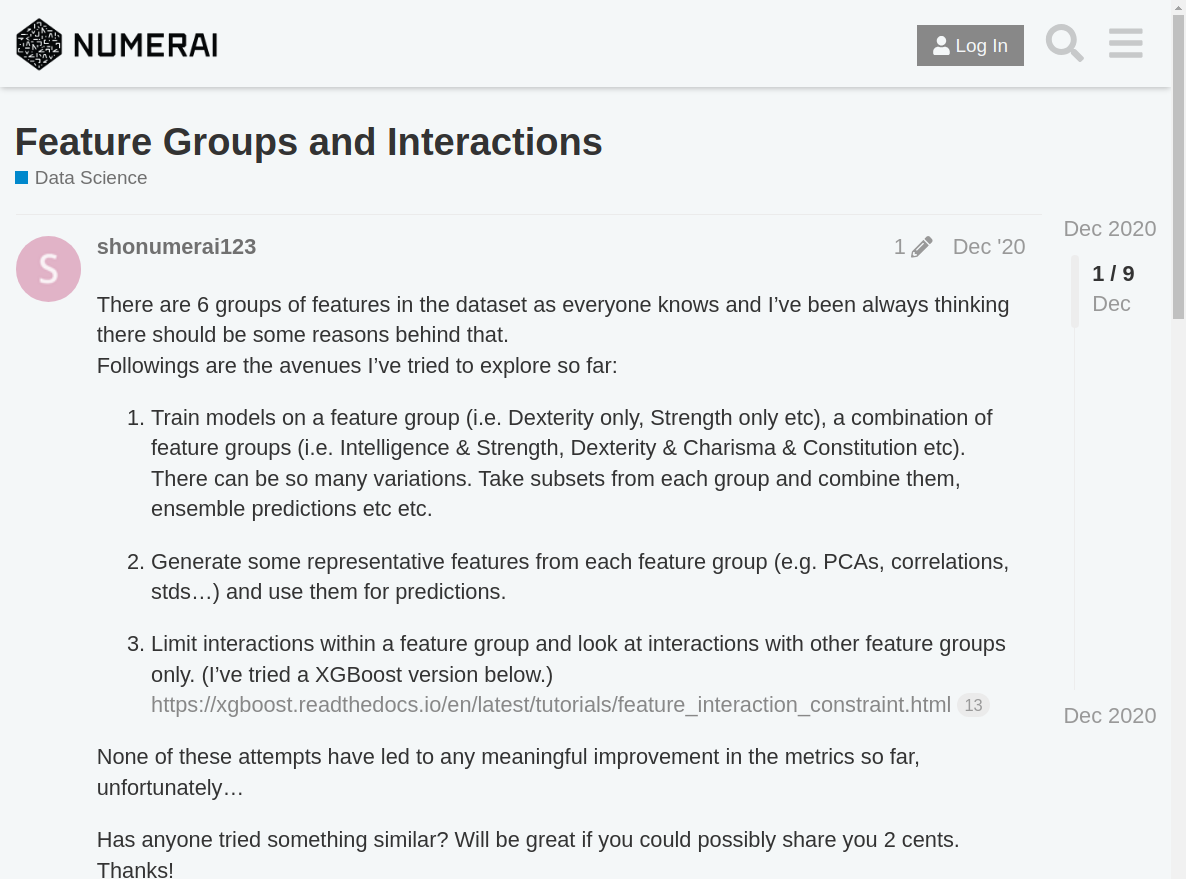 NUMERAI
Log In
Feature Groups and Interactions
Data Science
S
shonumerai123
1
Dec '20
There are 6 groups of features in the dataset as everyone knows and I’ve been always thinking
there should be some reasons behind that.
Followings are the avenues I’ve tried to explore so far:
1. Train models on a feature group (i.e. Dexterity only, Strength only etc), a combination of
feature groups (i.e. Intelligence & Strength, Dexterity & Charisma & Constitution etc).
There can be so many variations. Take subsets from each group and combine them,
ensemble predictions etc etc.
2. Generate some representative features from each feature group (e.g. PCAs, correlations,
stds…) and use them for predictions.
3. Limit interactions within a feature group and look at interactions with other feature groups
only. (I’ve tried a XGBoost version below.)
https://xgboost.readthedocs.io/en/latest/tutorials/feature_interaction_constraint.html 13
None of these attempts have led to any meaningful improvement in the metrics so far,
unfortunately…
Has anyone tried something similar? Will be great if you could possibly share you 2 cents.
Thanks!
Dec 2020
1 / 9
Dec
Dec 2020